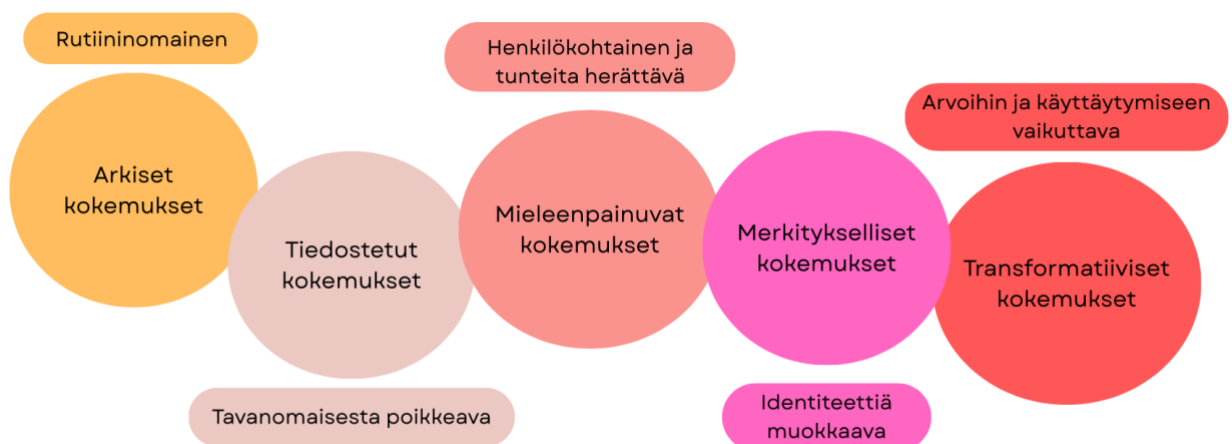 Rutiininomainen
Arkiset
kokemukset
Tiedostetut
kokemukset
Tavanomaisesta poikkeava
Henkilökohtainen ja
tunteita herättävä
Mieleenpainuvat
kokemukset
Merkitykselliset
kokemukset
Identiteettiä
muokkaava
Arvoihin ja käyttäytymiseen
vaikuttava
Transformatiiviset
kokemukset